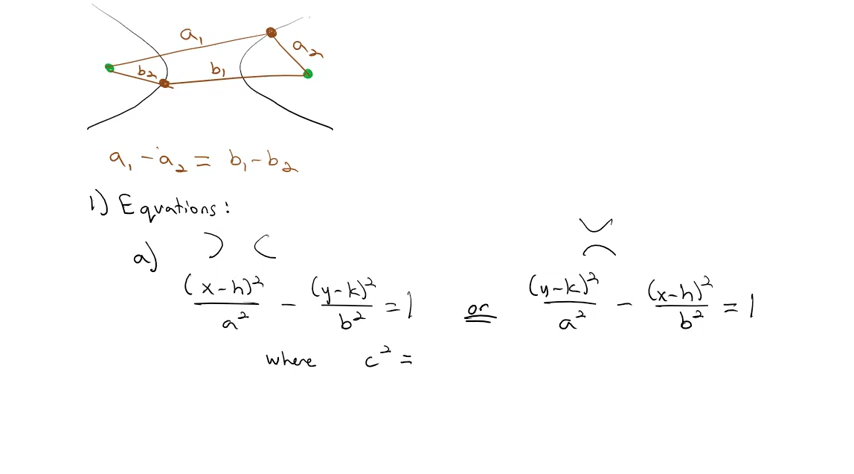 a₁ a₂
b₂ b₁
a₁ - a₂ = b₁ - b₂
1) Equations:
a)
(x-h)²/a² - (y-k)²/b² = 1 or (y-k)²/a² - (x-h)²/b² = 1
where c² =